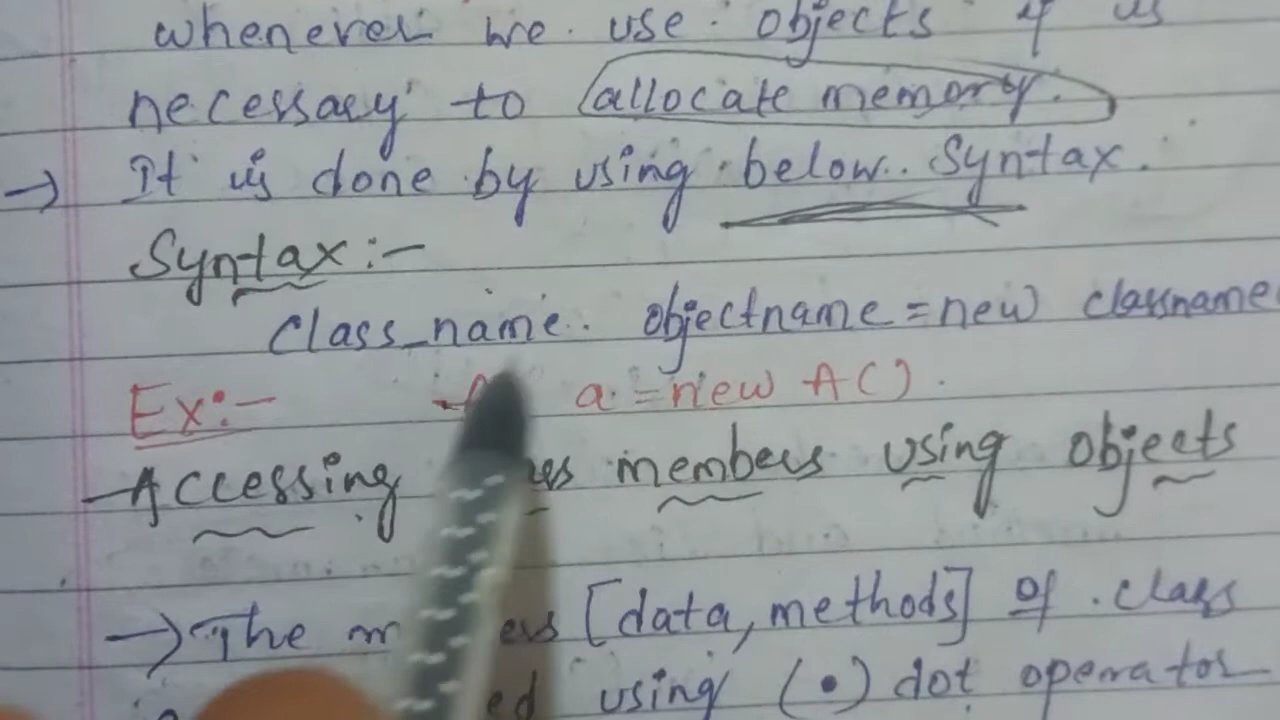 whenever we use objects it is
necessary to allocate memory.
→ It is done by using below syntax.
Syntax:-
Class_name objectname = new classname
Ex:- A a = new A().
Accessing members using objects
→ The [data, methods] of class
using (•) dot operator